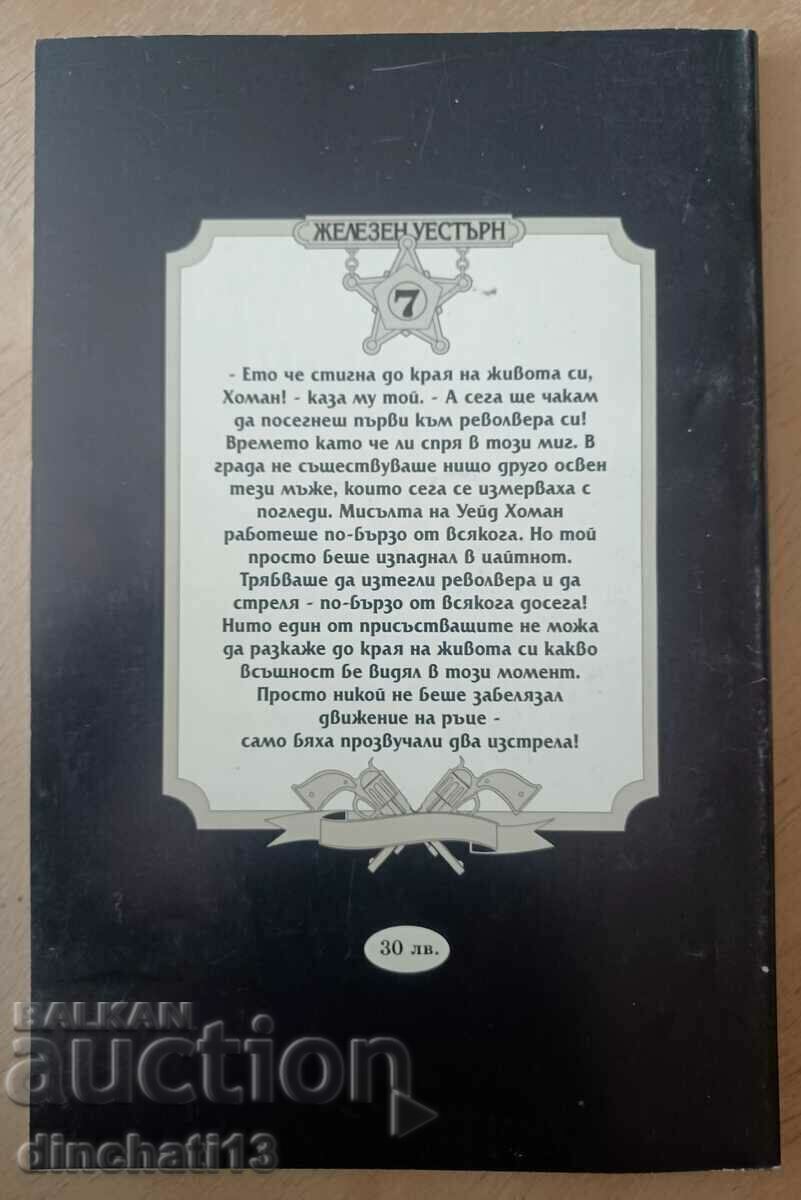 ЖЕЛЕЗЕН УЕСТЪРН
7
- Ето че стигна до края на живота си,
Хоман! - каза му той. - А сега ще чакам
да посегнеш първи към револвера си!
Времето като че ли спря в този миг. В
града не съществуваше нищо друго освен
тези мъже, които сега се измерваха с
погледи. Мисълта на Уейд Хоман
работеше по-бързо от всякога. Но той
просто беше изпаднал в цайтнот.
Трябваше да изтегли револвера и да
стреля - по-бързо от всякога досега!
Нито един от присъстващите не можа
да разкаже до края на живота си какво
всъщност бе видял в този момент.
Просто никой не беше забелязал
движение на ръце -
само бяха прозвучали два изстрела!
30 лв.
BALKAN
auction
dinchati13